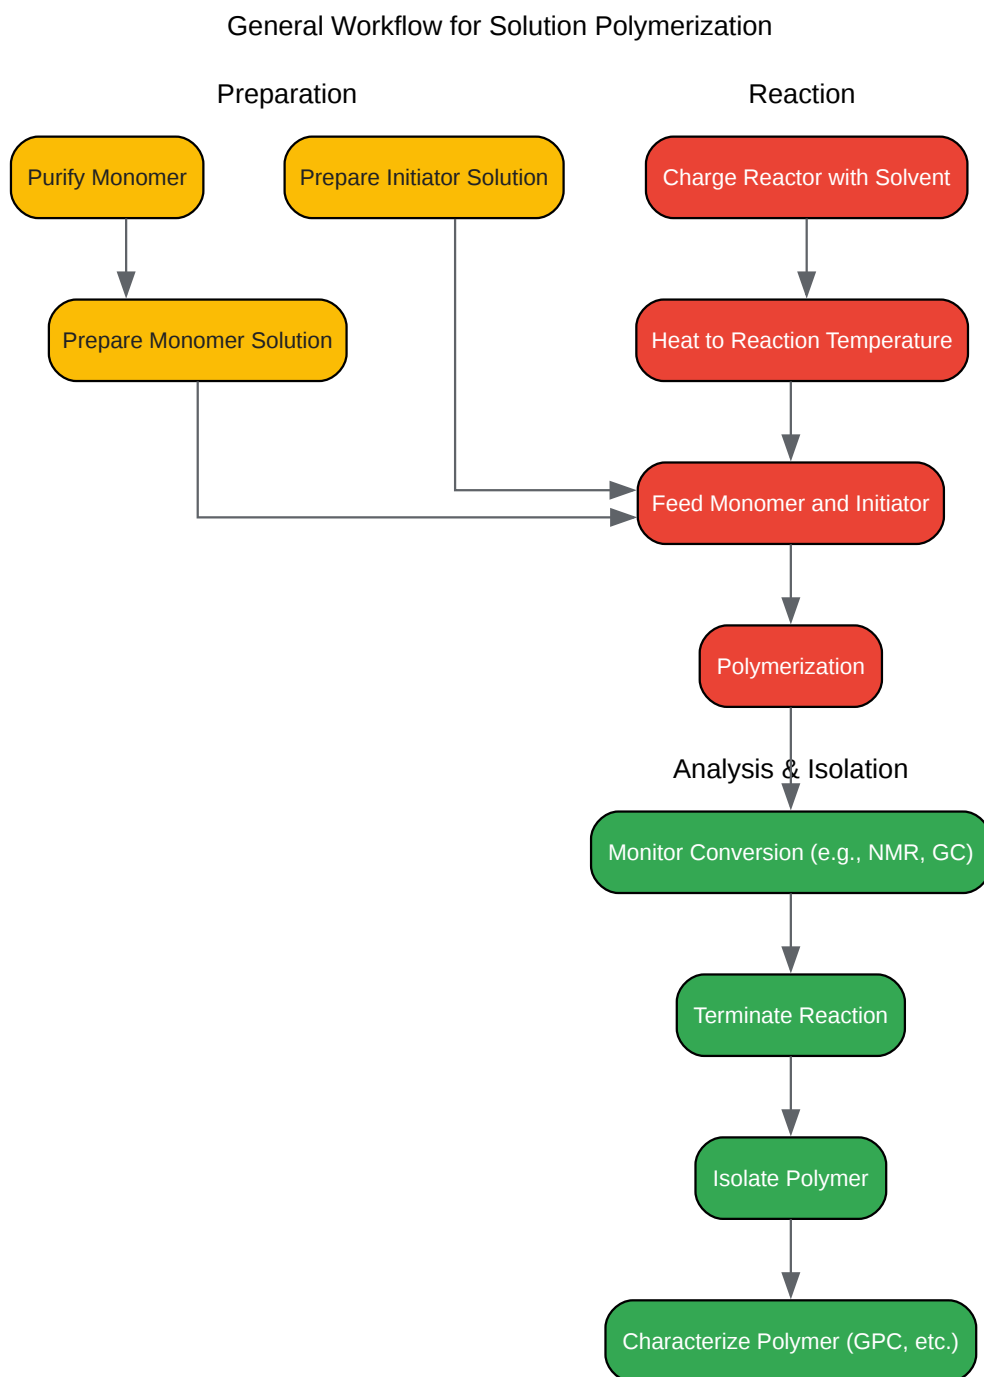 General Workflow for Solution Polymerization
Preparation
Reaction
Purify Monomer
Prepare Initiator Solution
Charge Reactor with Solvent
Prepare Monomer Solution
Heat to Reaction Temperature
Feed Monomer and Initiator
Polymerization
Analysis & Isolation
Monitor Conversion (e.g., NMR, GC)
Terminate Reaction
Isolate Polymer
Characterize Polymer (GPC, etc.)